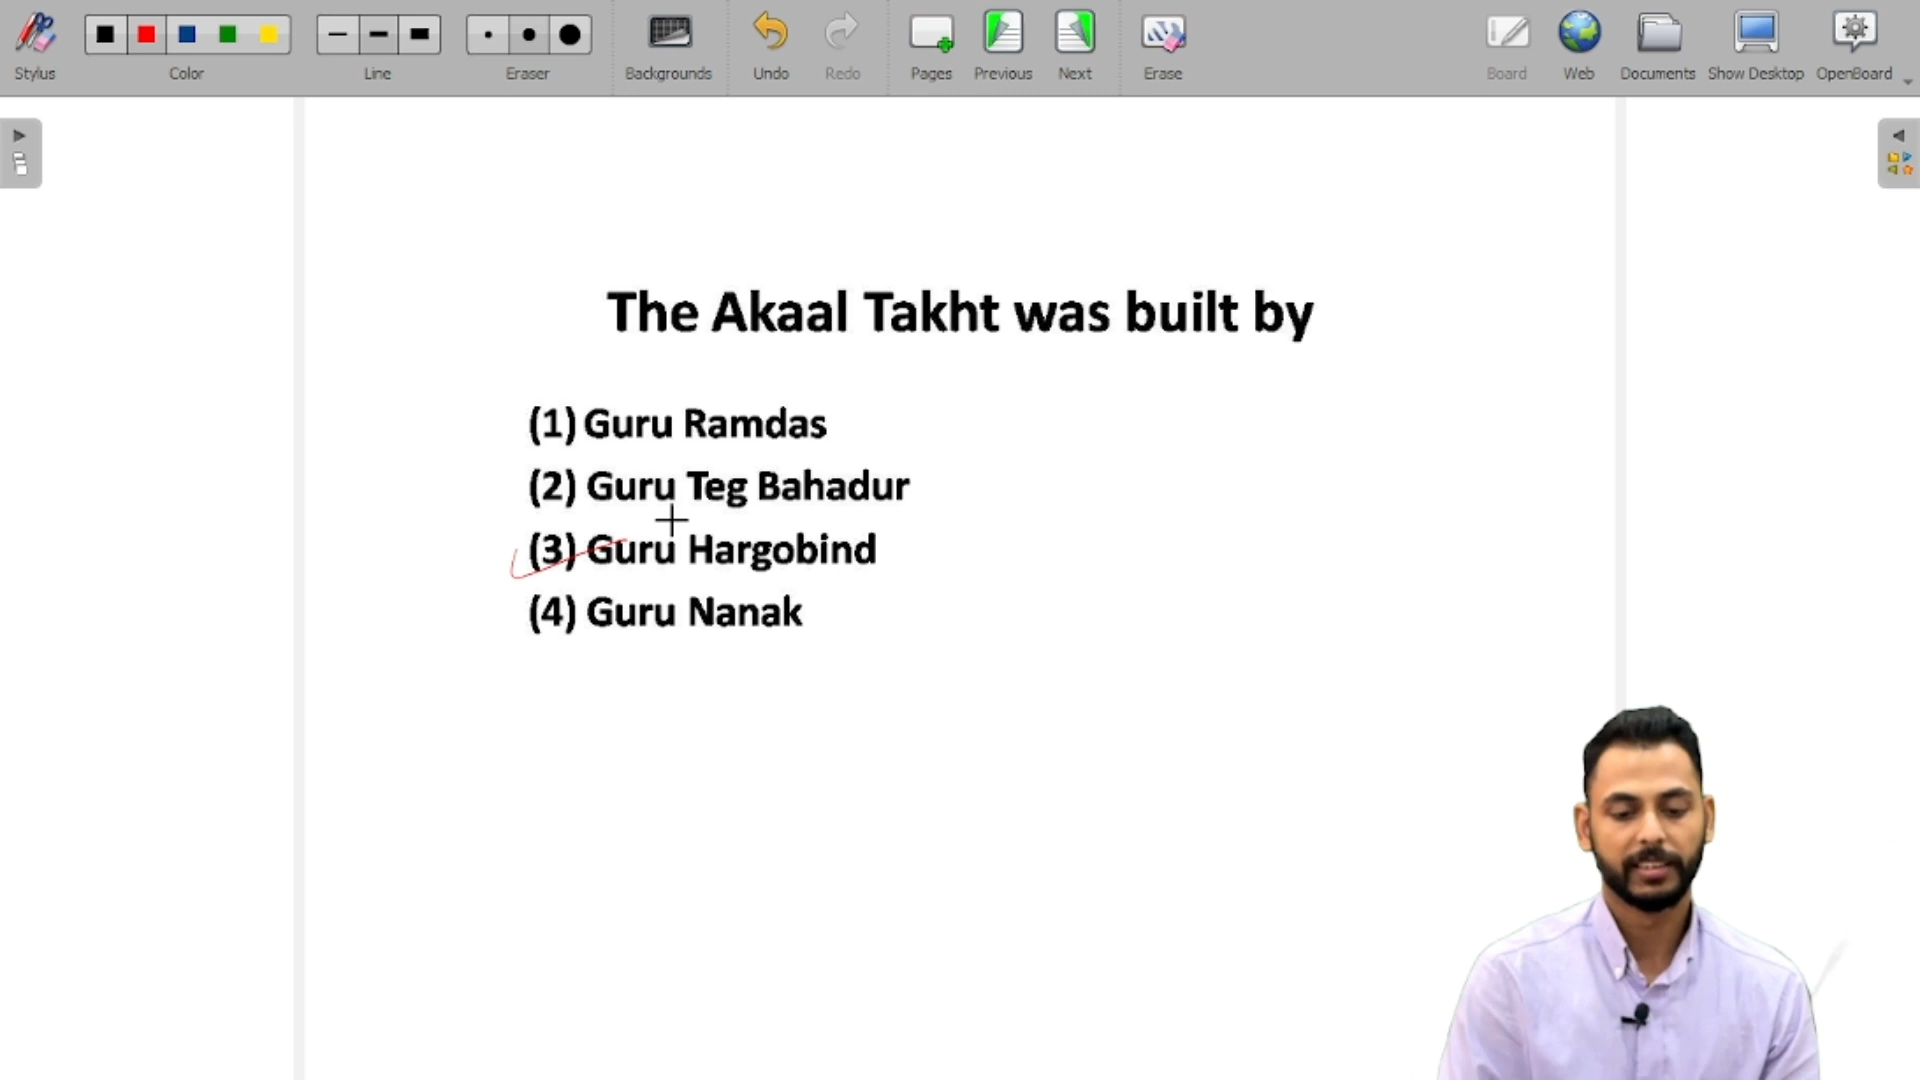 Stylus Color Line Eraser Backgrounds Undo Redo Pages Previous Next Erase Board Web Documents Show Desktop OpenBoard
The Akaal Takht was built by
(1) Guru Ramdas
(2) Guru Teg Bahadur
(3) Guru Hargobind
(4) Guru Nanak